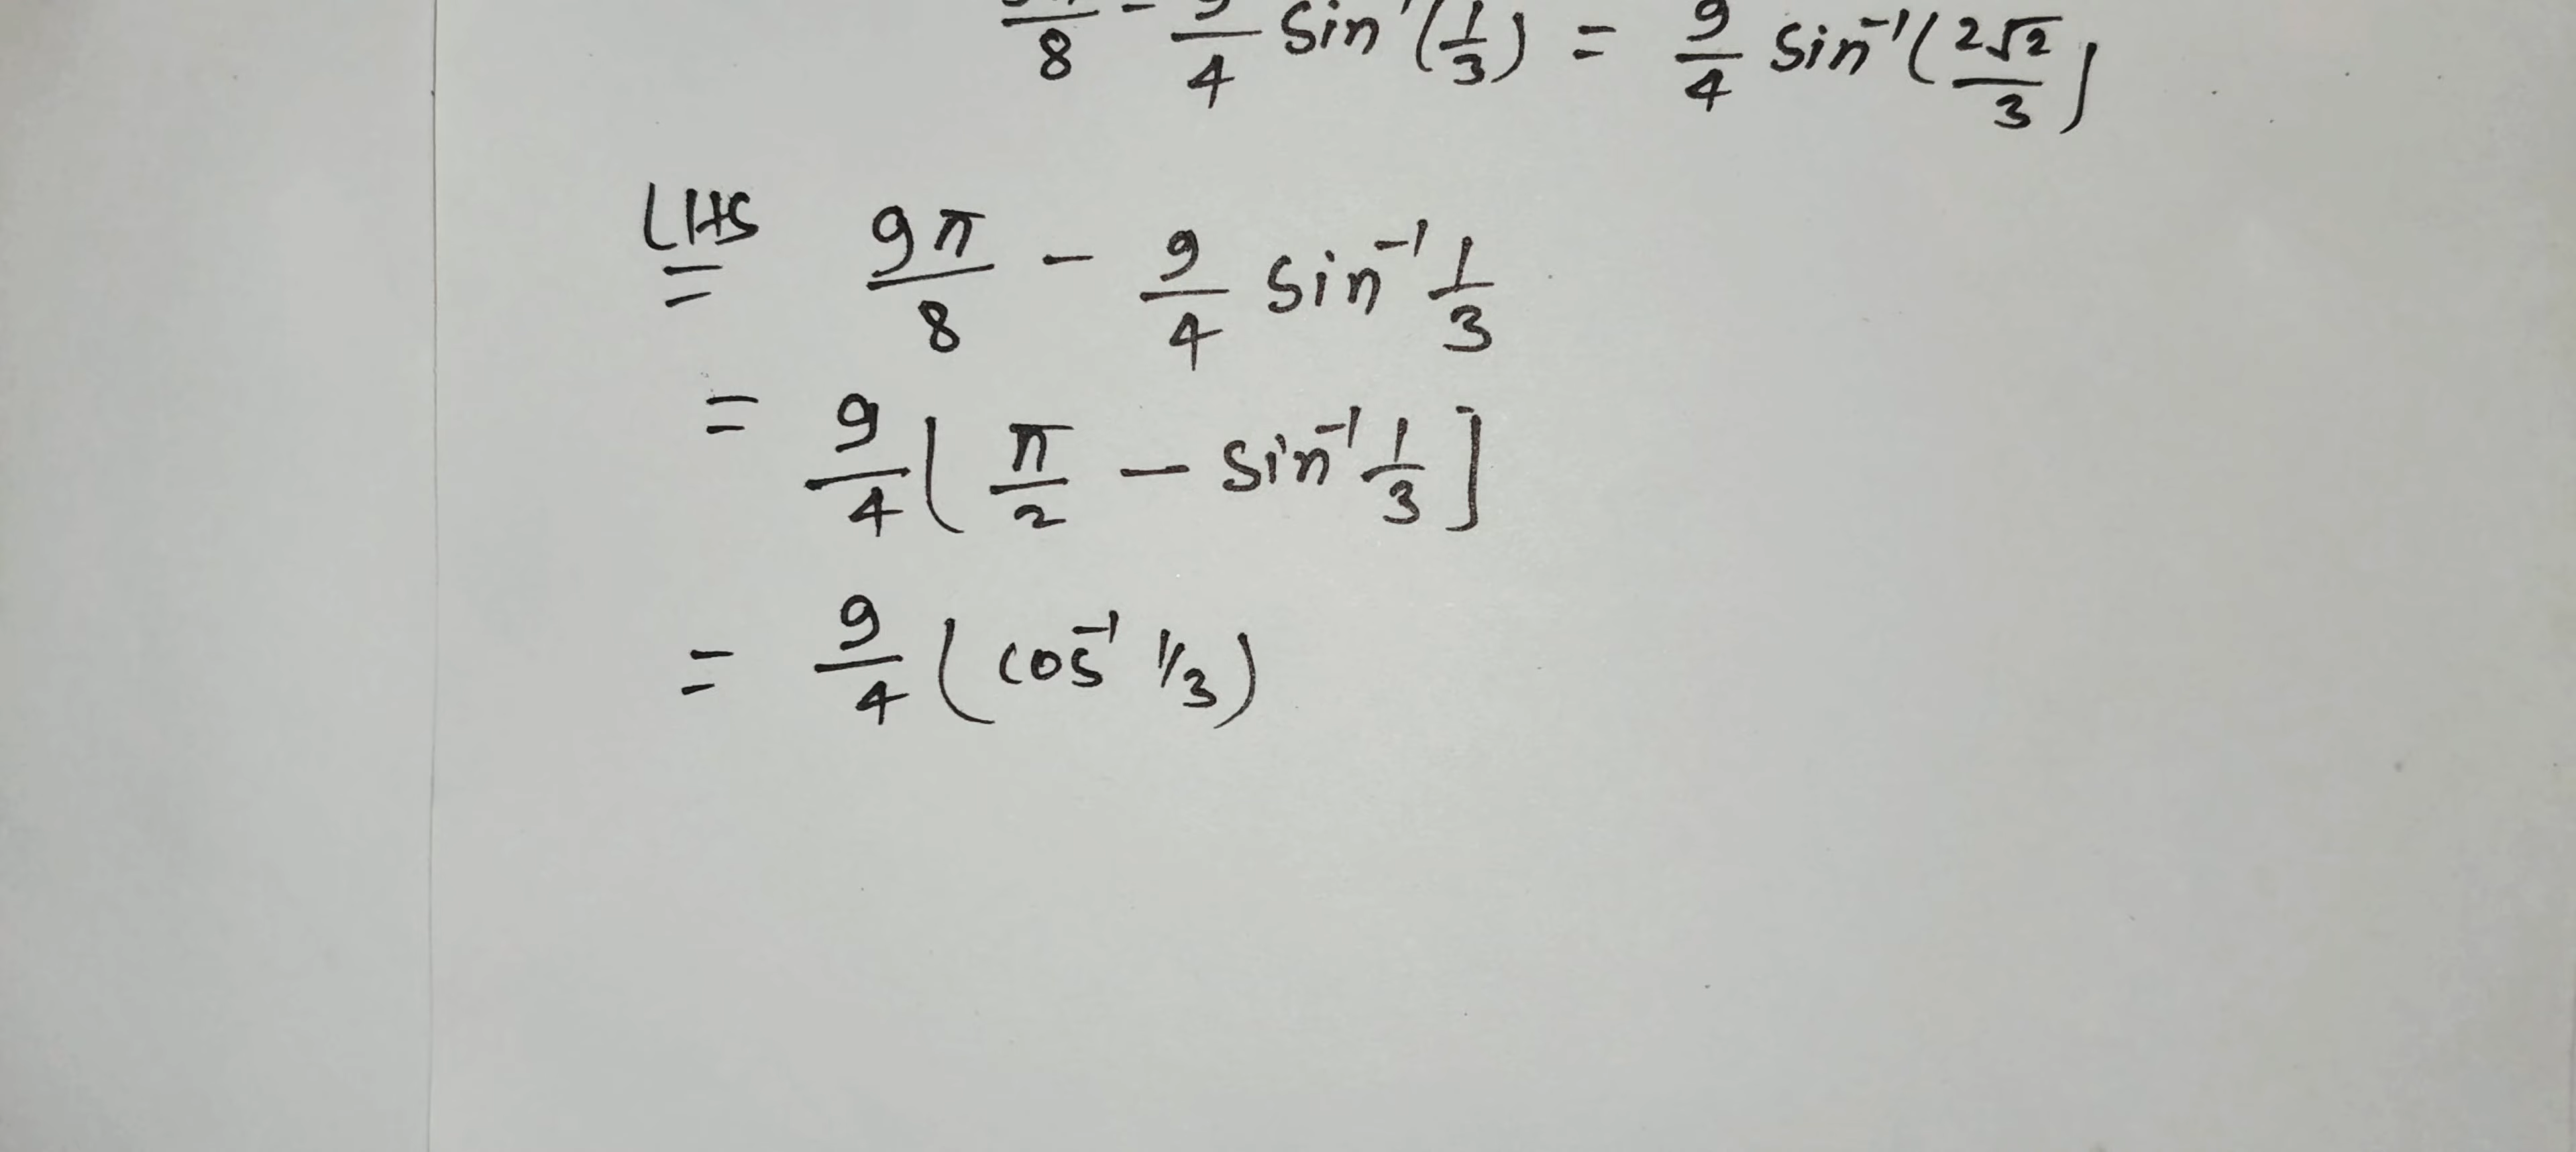 9π/8 - 9/4 sin⁻¹(1/3) = 9/4 sin⁻¹(2√2/3)
LHS 9π/8 - 9/4 sin⁻¹ 1/3
= 9/4 [π/2 - sin⁻¹ 1/3]
= 9/4 (cos⁻¹ 1/3)